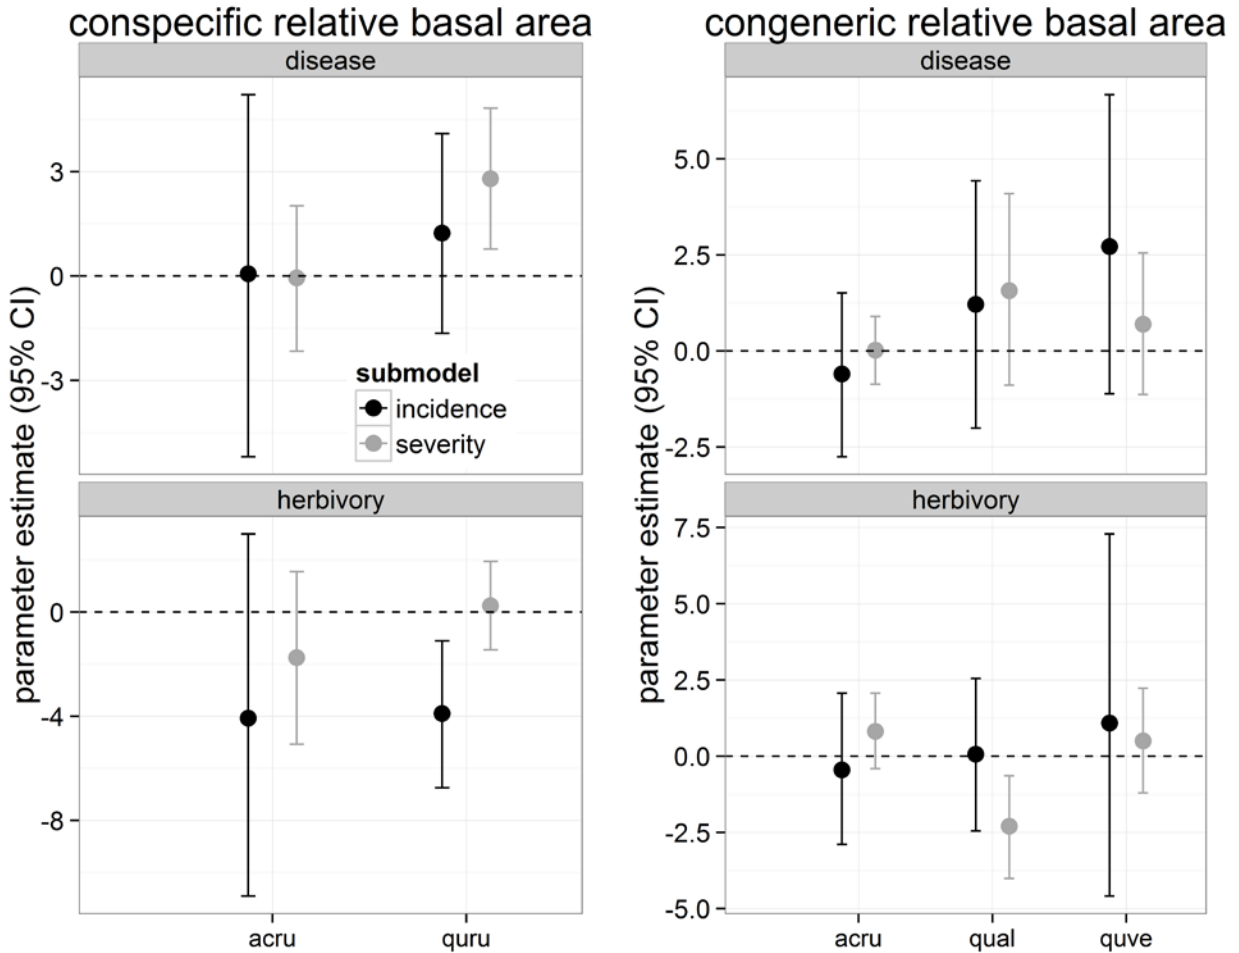 conspecific relative basal area
disease
3
0
-3
submodel
incidence
severity
herbivory
0
-4
-8
acru
quru
parameter estimate (95% CI)
congeneric relative basal area
disease
5.0
2.5
0.0
-2.5
herbivory
7.5
5.0
2.5
0.0
-2.5
-5.0
acru
qual
quve
parameter estimate (95% CI)